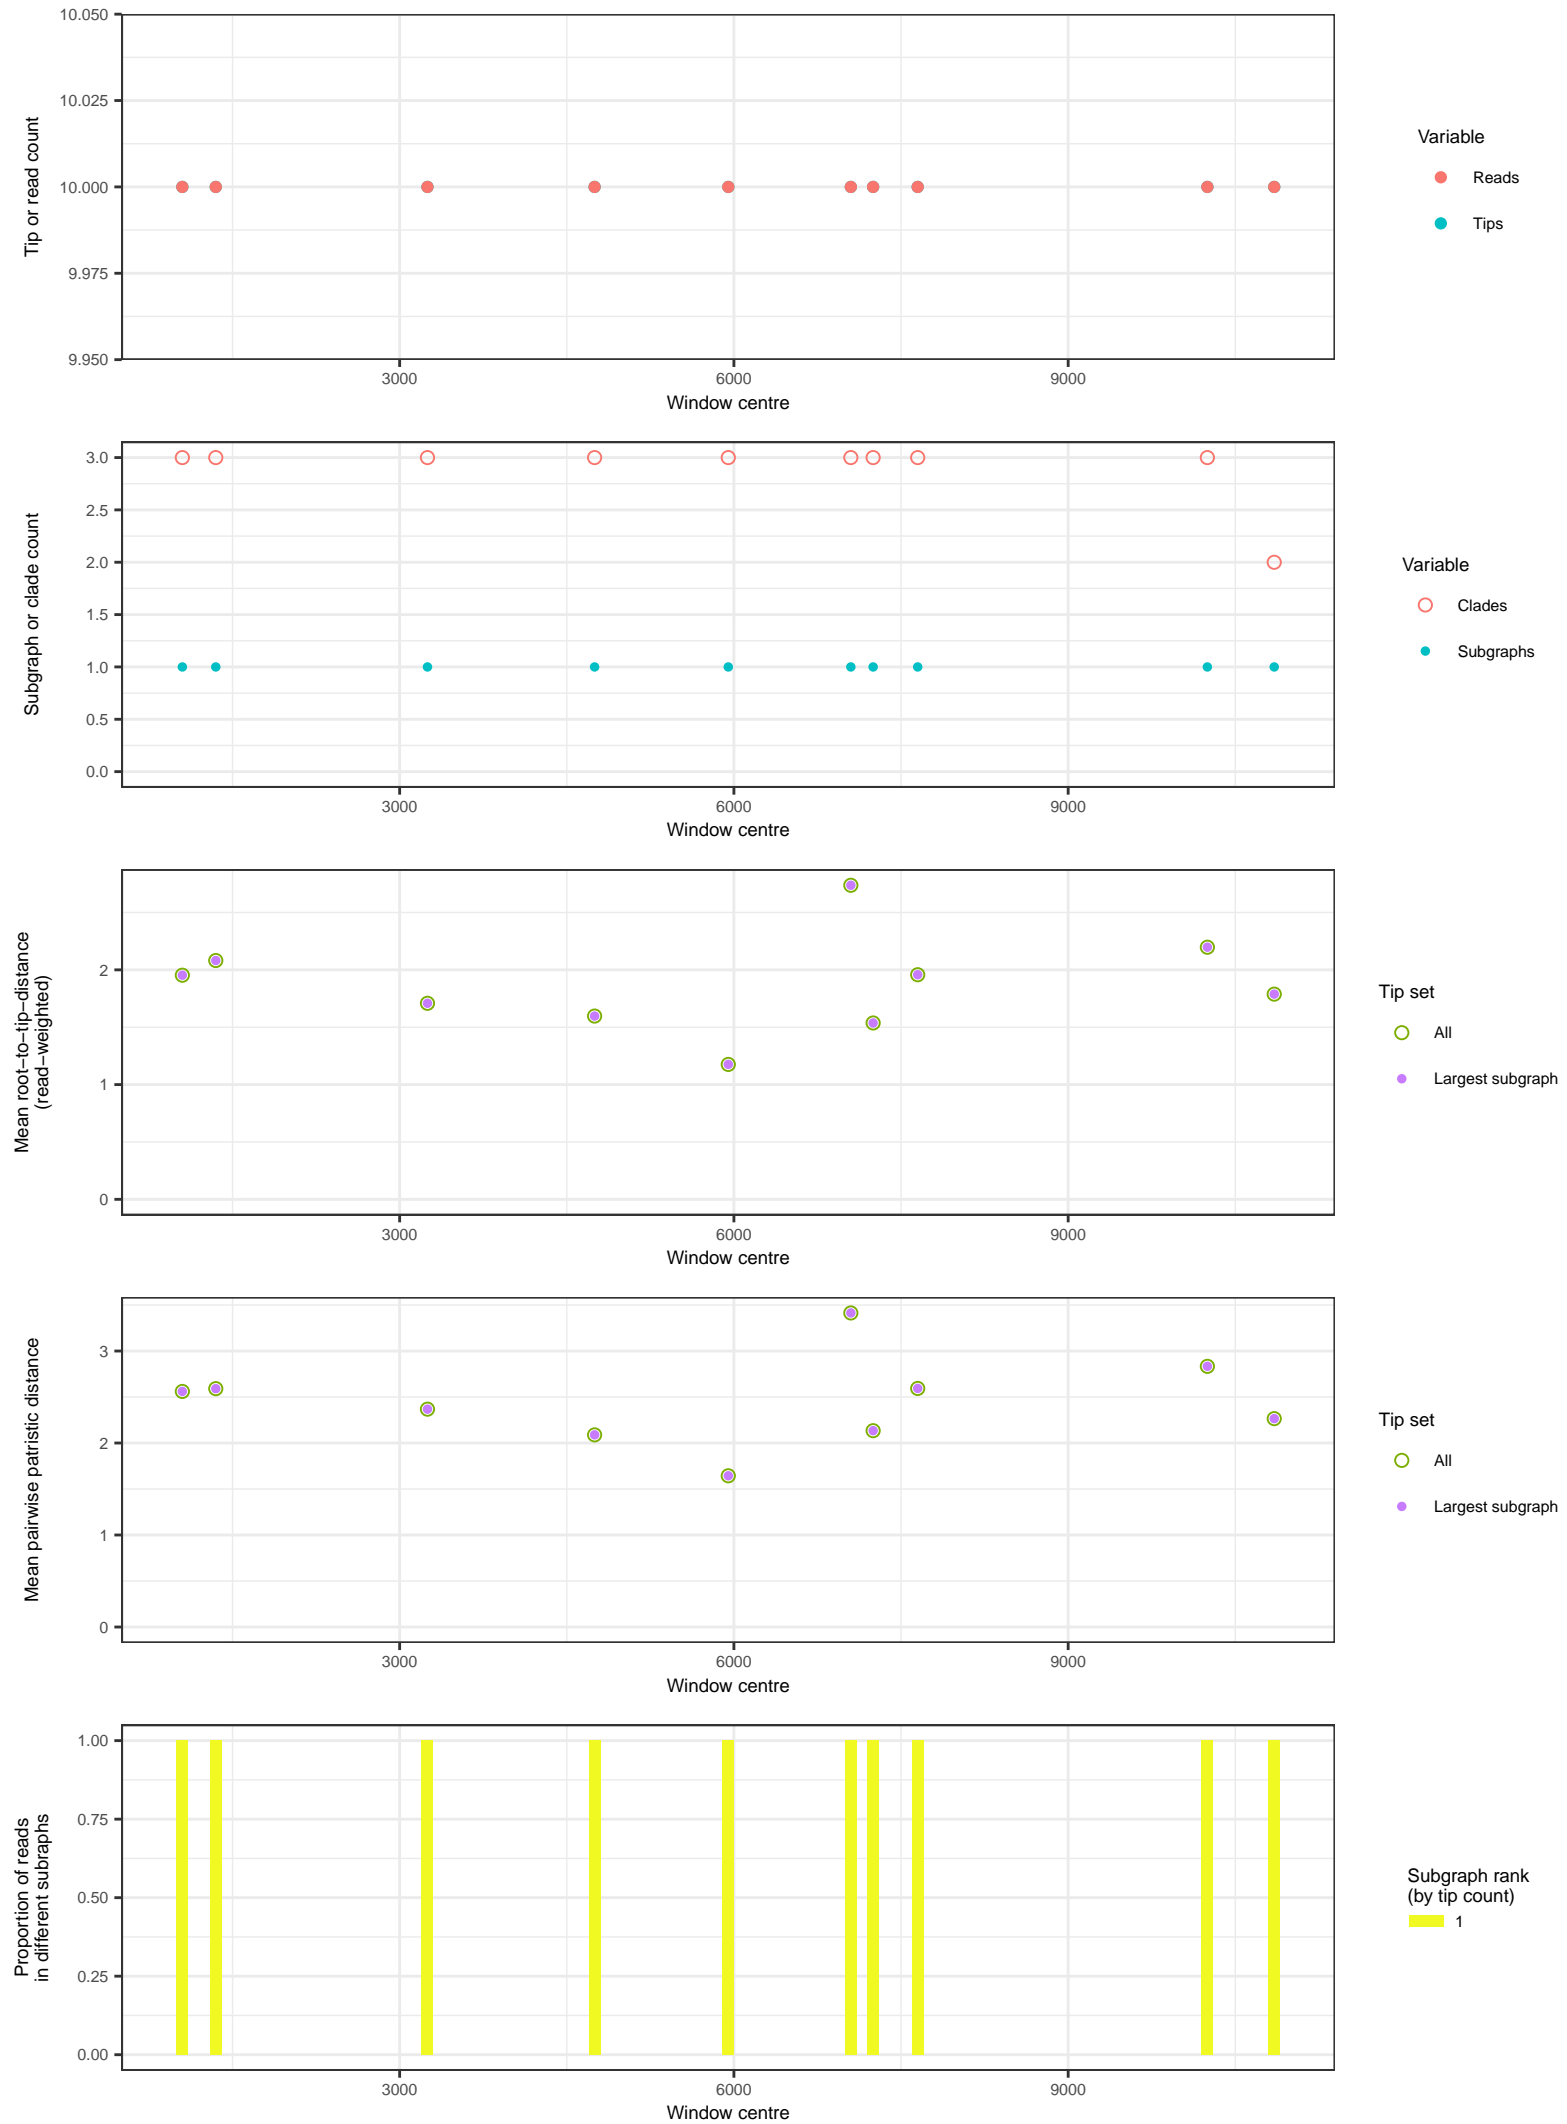 10.050
10.025
10.000
9.975
9.950
Tip or read count
3000 6000 9000
Window centre
Variable
Reads
Tips
3.0
2.5
2.0
1.5
1.0
0.5
0.0
Subgraph or clade count
3000 6000 9000
Window centre
Variable
Clades
Subgraphs
2
1
0
Mean root−to−tip−distance
(read−weighted)
3000 6000 9000
Window centre
Tip set
All
Largest subgraph
3
2
1
0
Mean pairwise patristic distance
3000 6000 9000
Window centre
Tip set
All
Largest subgraph
1.00
0.75
0.50
0.25
0.00
Proportion of reads
in different subraphs
3000 6000 9000
Window centre
Subgraph rank
(by tip count)
1